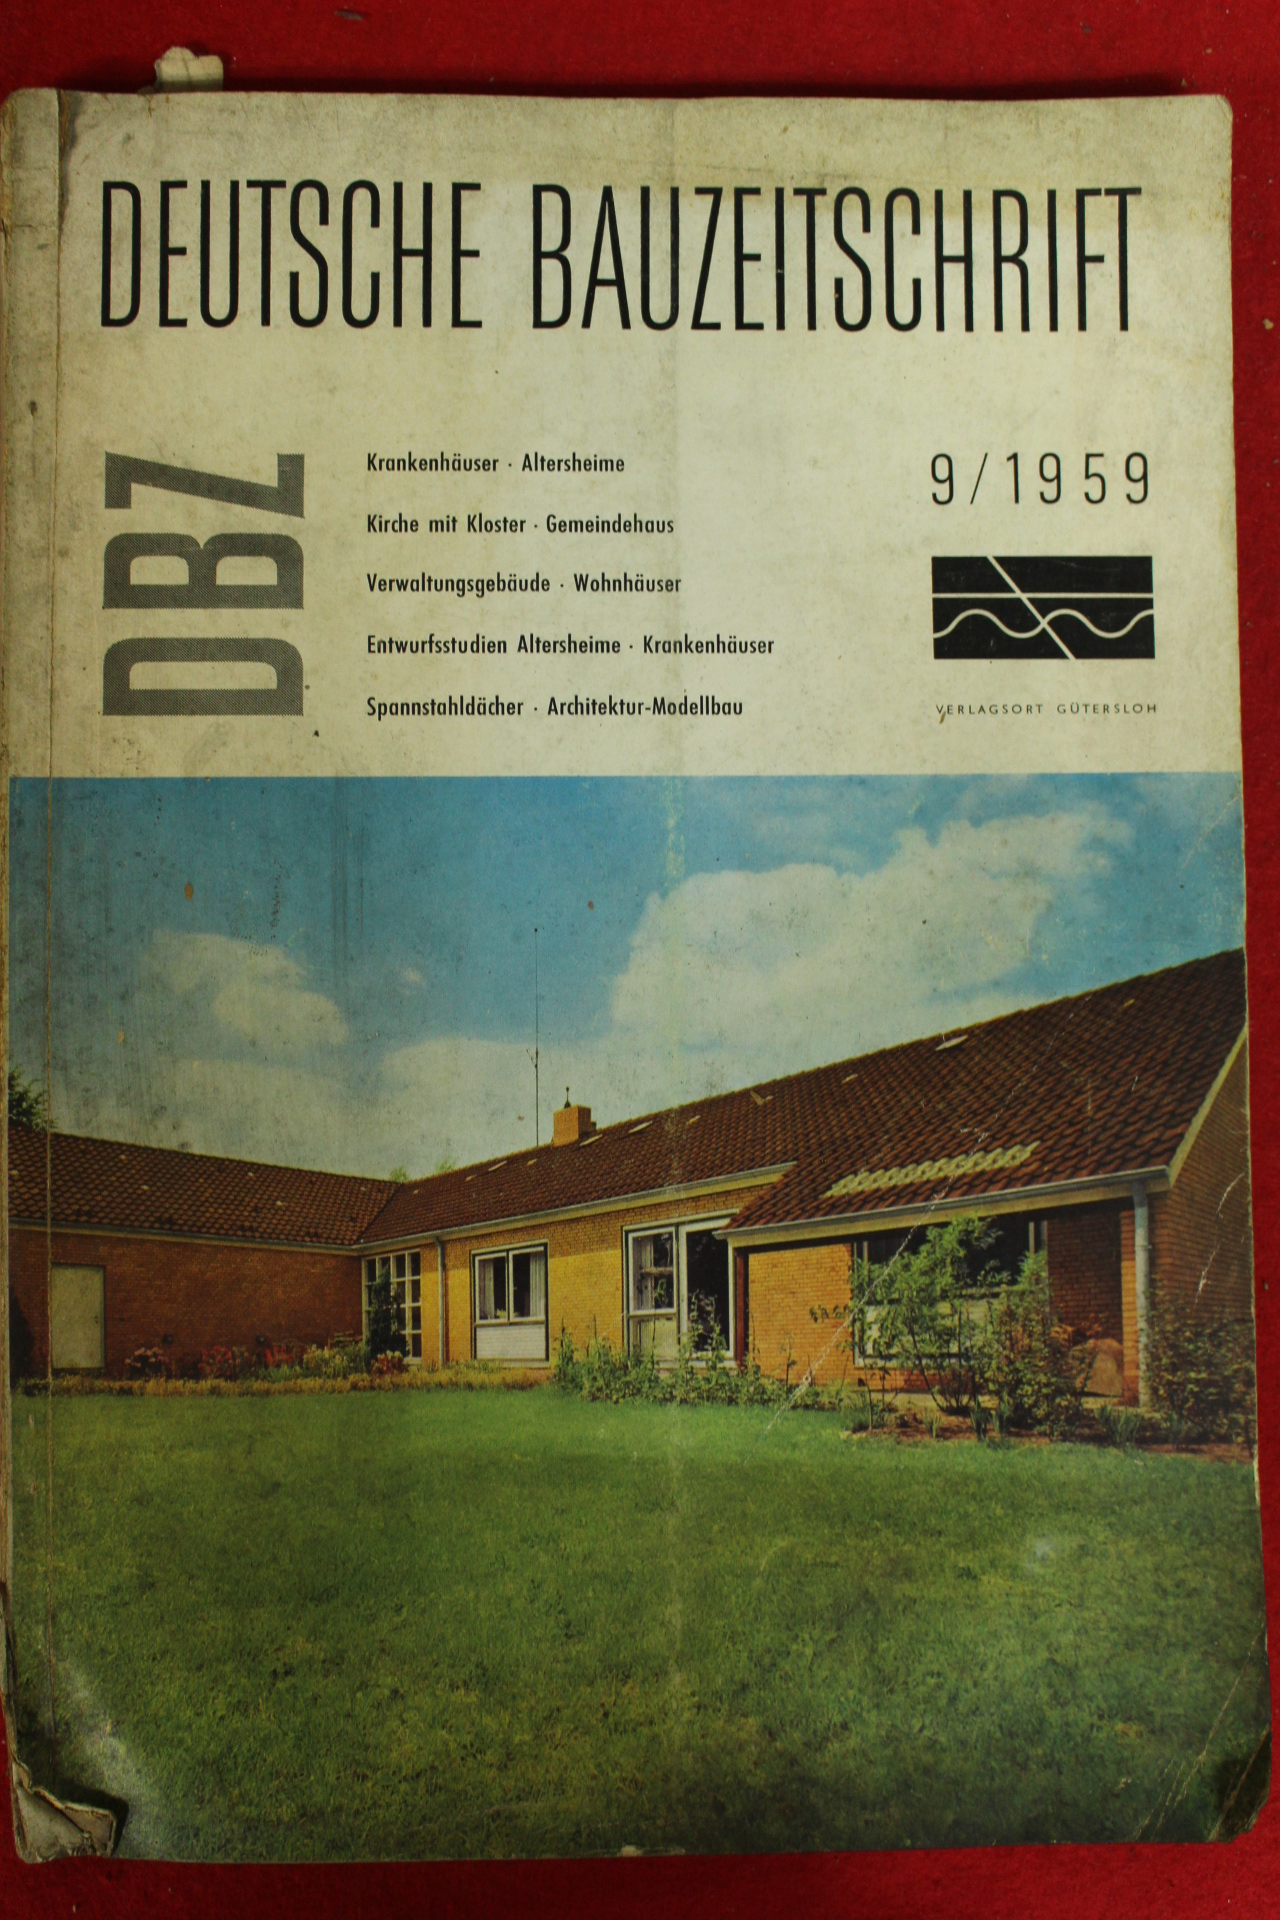 DEUTSCHE BAUZEITSCHRIFT
DBZ
Krankenhäuser · Altersheime
Kirche mit Kloster · Gemeindehaus
Verwaltungsgebäude · Wohnhäuser
Entwurfsstudien Altersheime · Krankenhäuser
Spannstahldächer · Architektur-Modellbau
9/1959
VERLAGSORT GÜTERSLOH